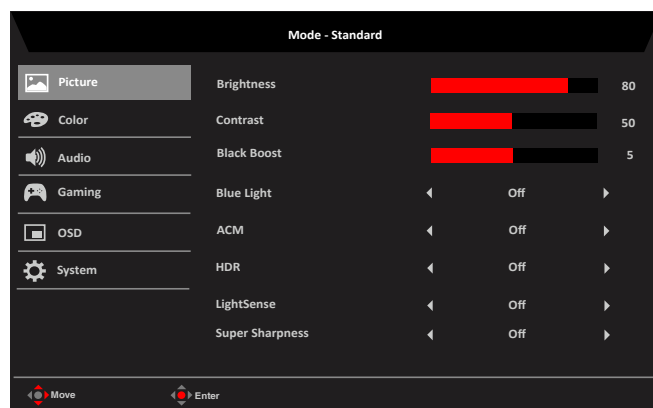 Mode - Standard
Picture
Color
Audio
Gaming
OSD
System
Brightness 80
Contrast 50
Black Boost 5
Blue Light Off
ACM Off
HDR Off
LightSense Off
Super Sharpness Off
Move Enter